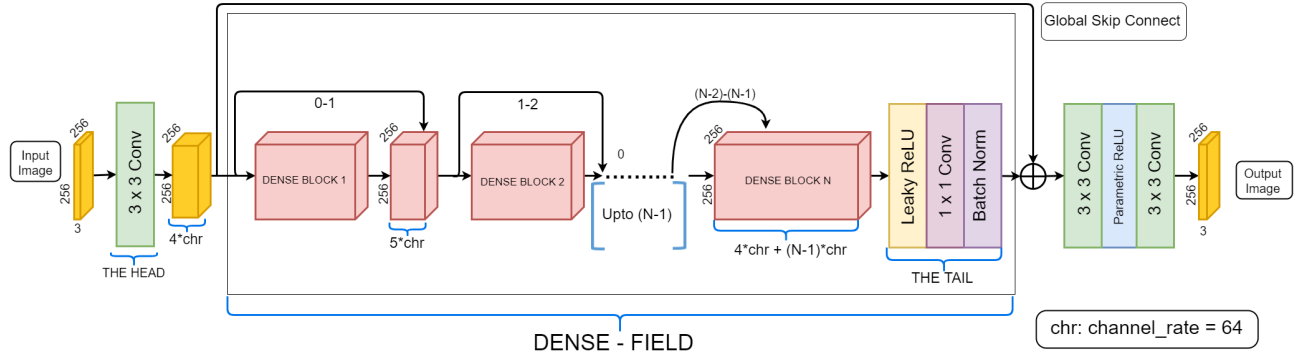 Global Skip Connect
Input
Image
256
256
3
3 x 3 Conv
THE HEAD
256
256
4*chr
0-1
DENSE BLOCK 1
256
256
5*chr
1-2
DENSE BLOCK 2
0
Upto (N-1)
(N-2)-(N-1)
256
256
DENSE BLOCK N
4*chr + (N-1)*chr
Leaky ReLU
1 x 1 Conv
Batch Norm
THE TAIL
3 x 3 Conv
Parametric ReLU
3 x 3 Conv
256
256
3
Output
Image
DENSE - FIELD
chr: channel_rate = 64